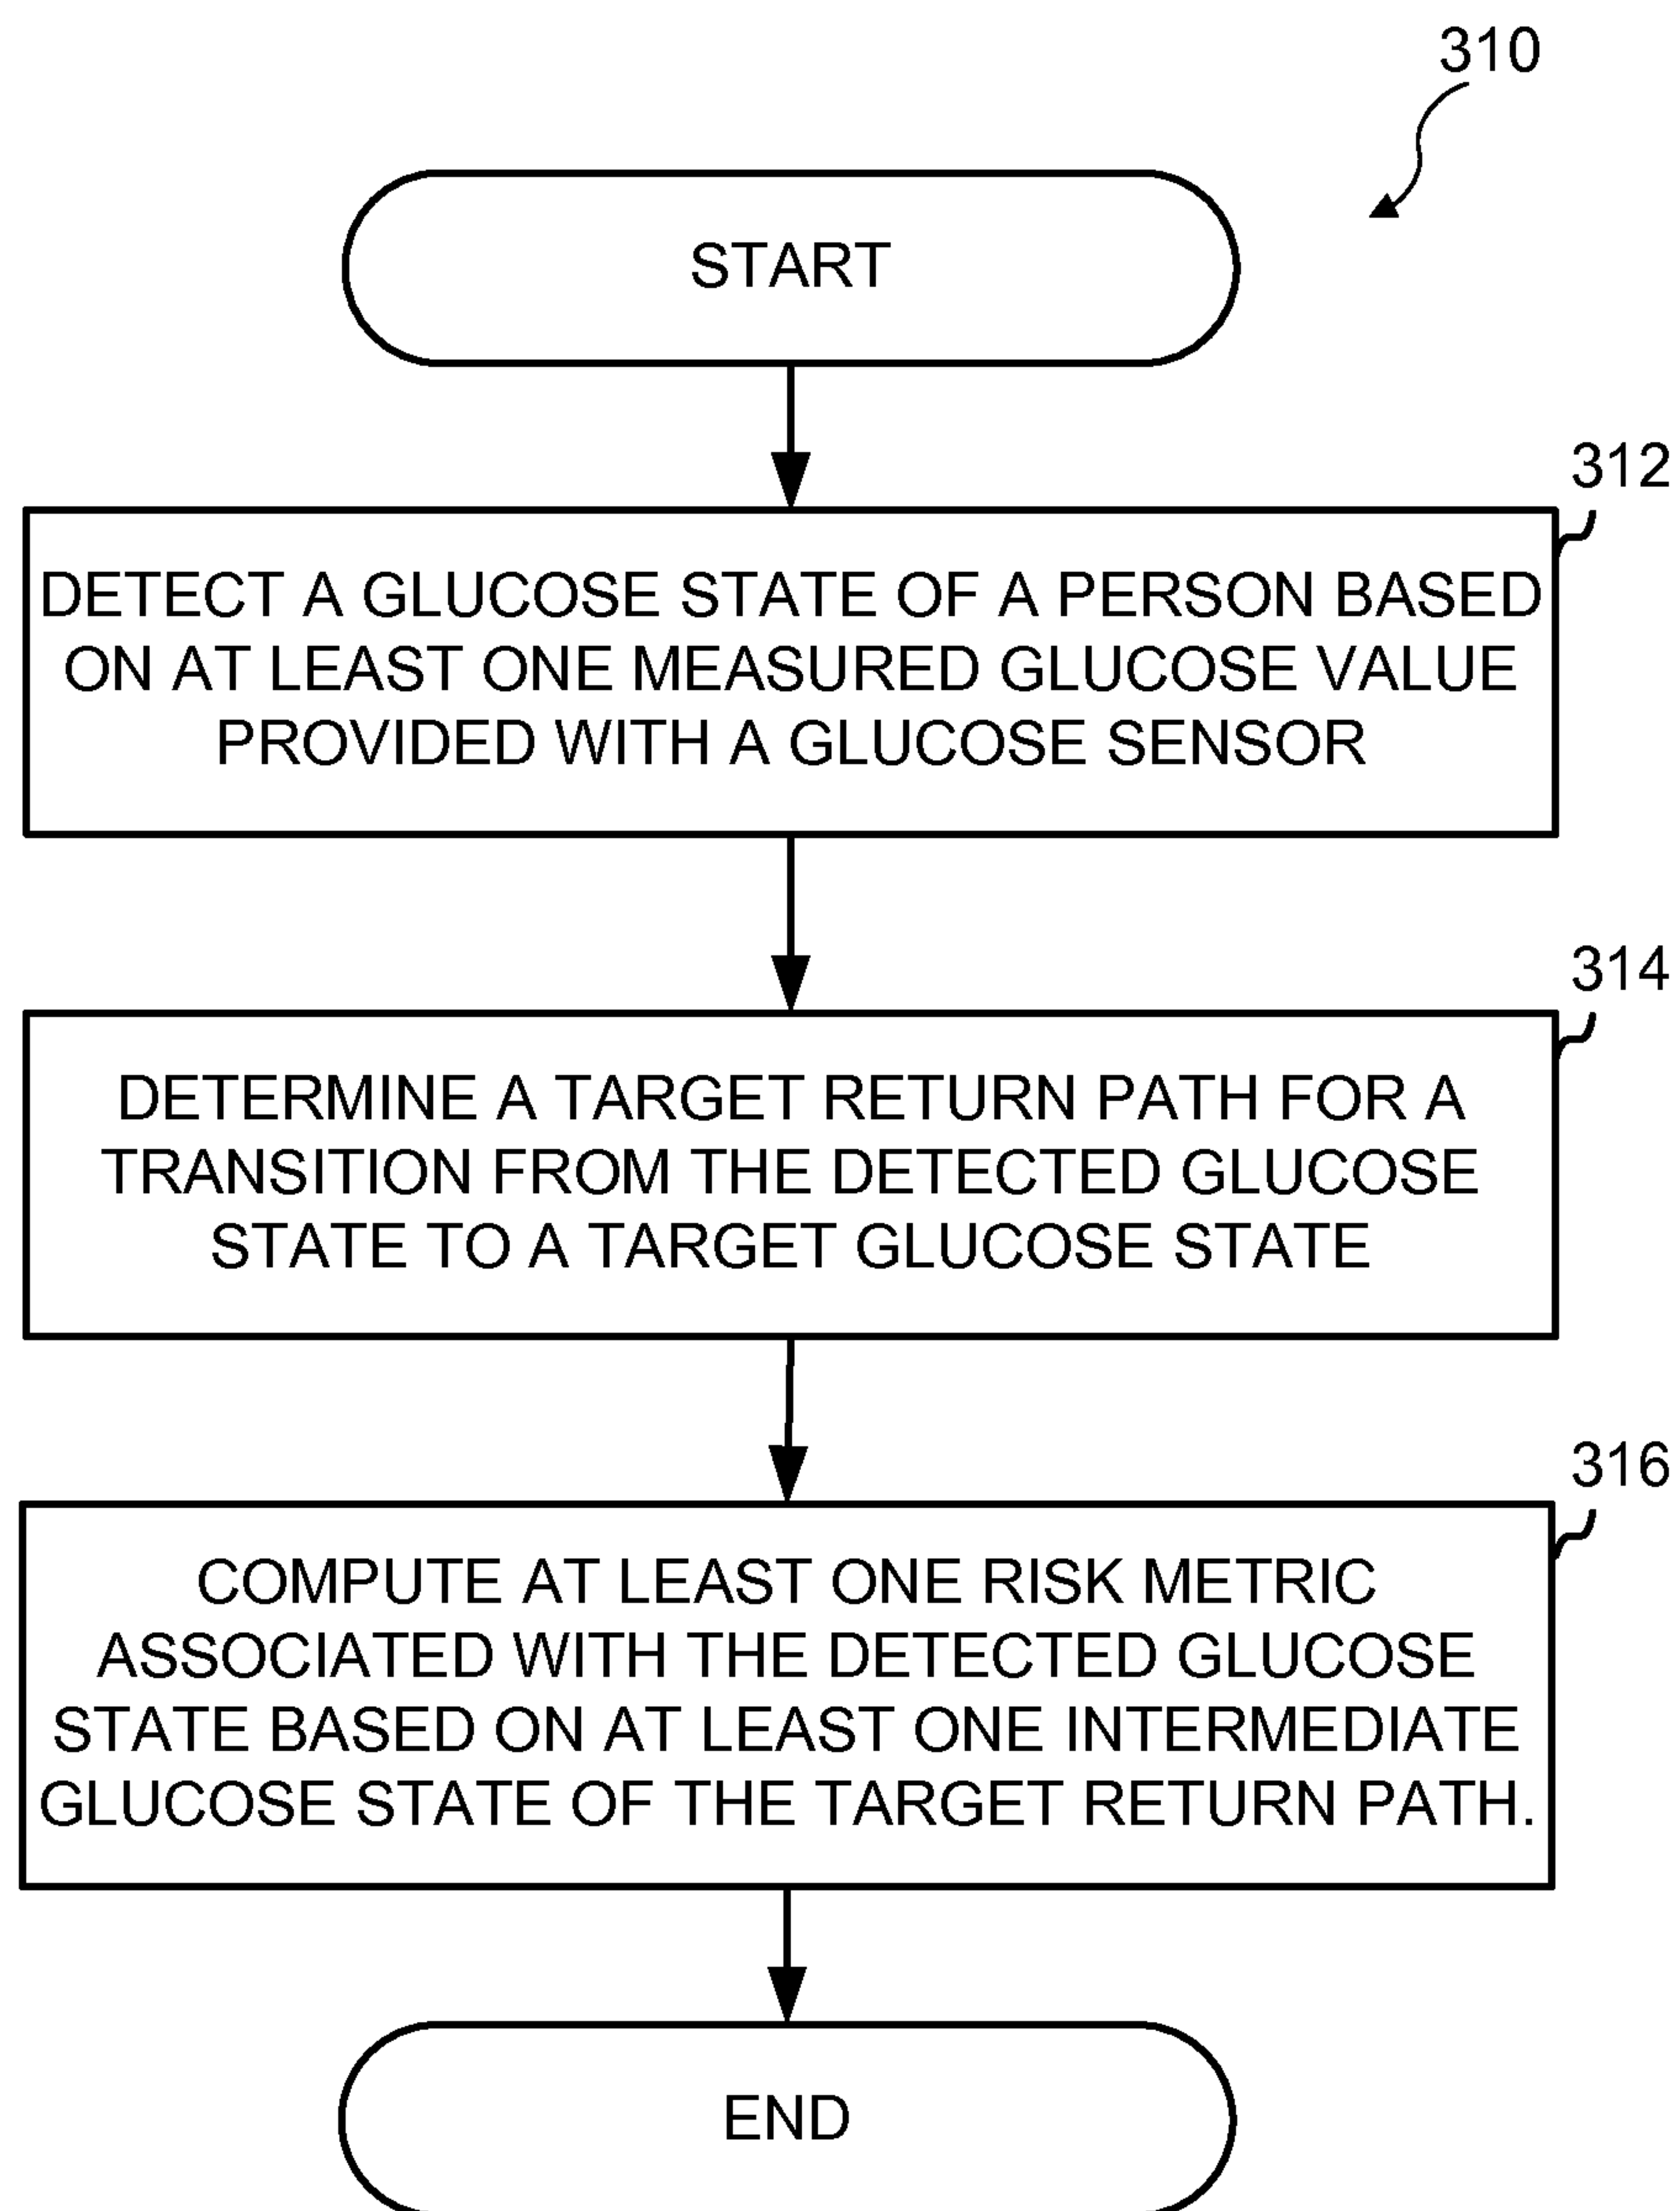 310
START
312
DETECT A GLUCOSE STATE OF A PERSON BASED
ON AT LEAST ONE MEASURED GLUCOSE VALUE
PROVIDED WITH A GLUCOSE SENSOR
314
DETERMINE A TARGET RETURN PATH FOR A
TRANSITION FROM THE DETECTED GLUCOSE
STATE TO A TARGET GLUCOSE STATE
316
COMPUTE AT LEAST ONE RISK METRIC
ASSOCIATED WITH THE DETECTED GLUCOSE
STATE BASED ON AT LEAST ONE INTERMEDIATE
GLUCOSE STATE OF THE TARGET RETURN PATH.
END